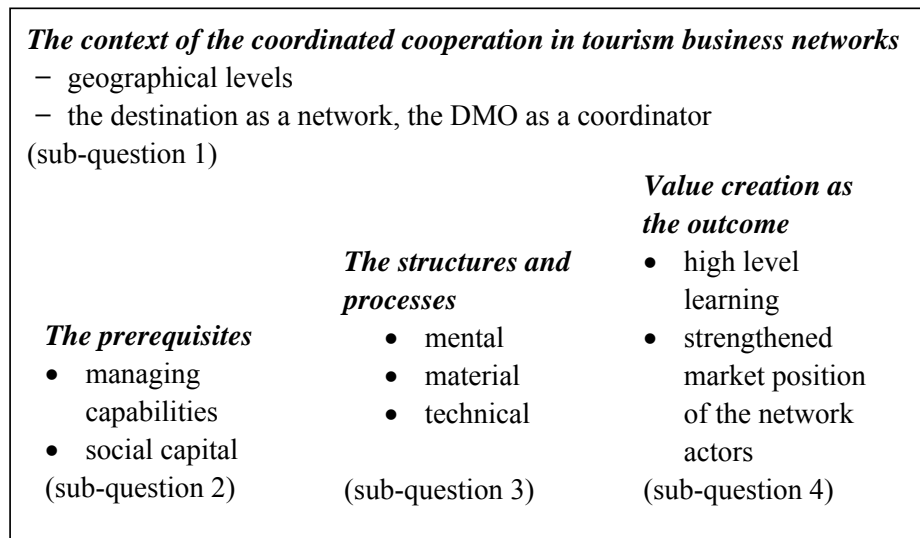 The context of the coordinated cooperation in tourism business networks
− geographical levels
− the destination as a network, the DMO as a coordinator
(sub-question 1)
The prerequisites
• managing
capabilities
• social capital
(sub-question 2)
The structures and
processes
• mental
• material
• technical
(sub-question 3)
Value creation as
the outcome
• high level
learning
• strengthened
market position
of the network
actors
(sub-question 4)